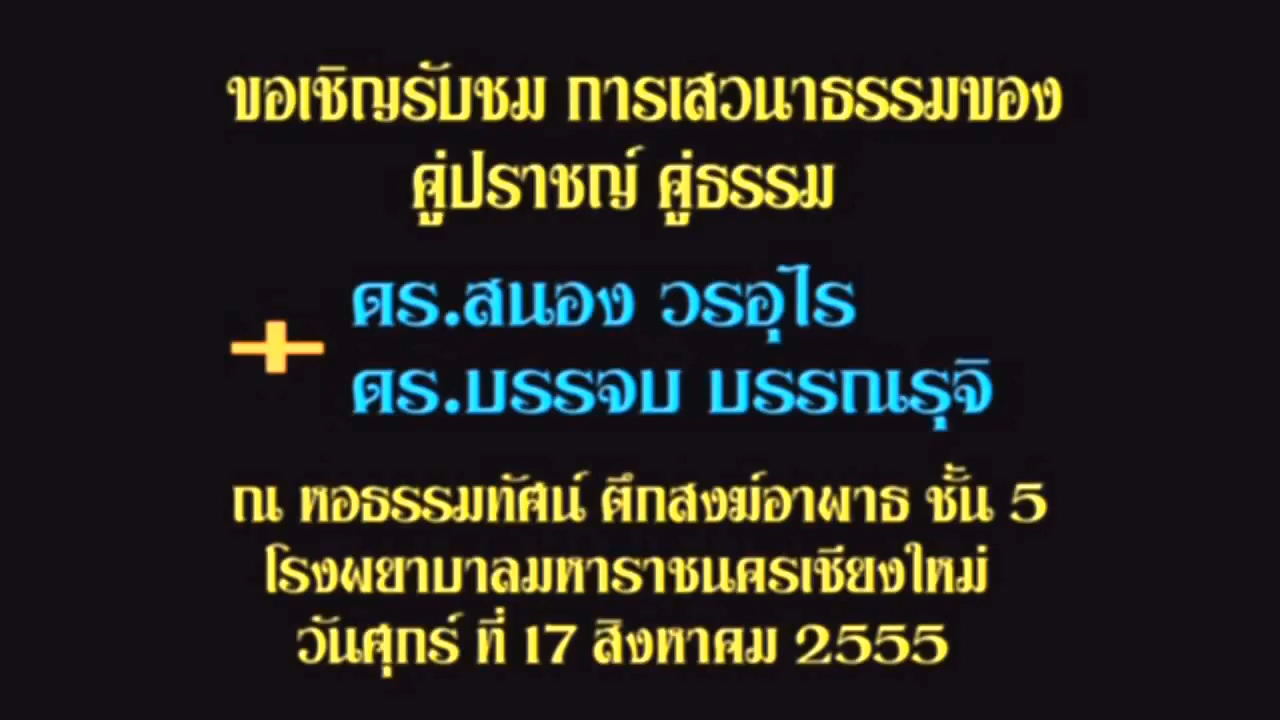 ขอเชิญรับชม การเสวนาธรรมของ
คู่ปราชญ์ คู่ธรรม
+ ดร.สนอง วรอุไร
ดร.บรรจบ บรรณรุจิ
ณ หอธรรมทัศน์ ตึกสงฆ์อาพาธ ชั้น 5
โรงพยาบาลมหาราชนครเชียงใหม่
วันศุกร์ ที่ 17 สิงหาคม 2555